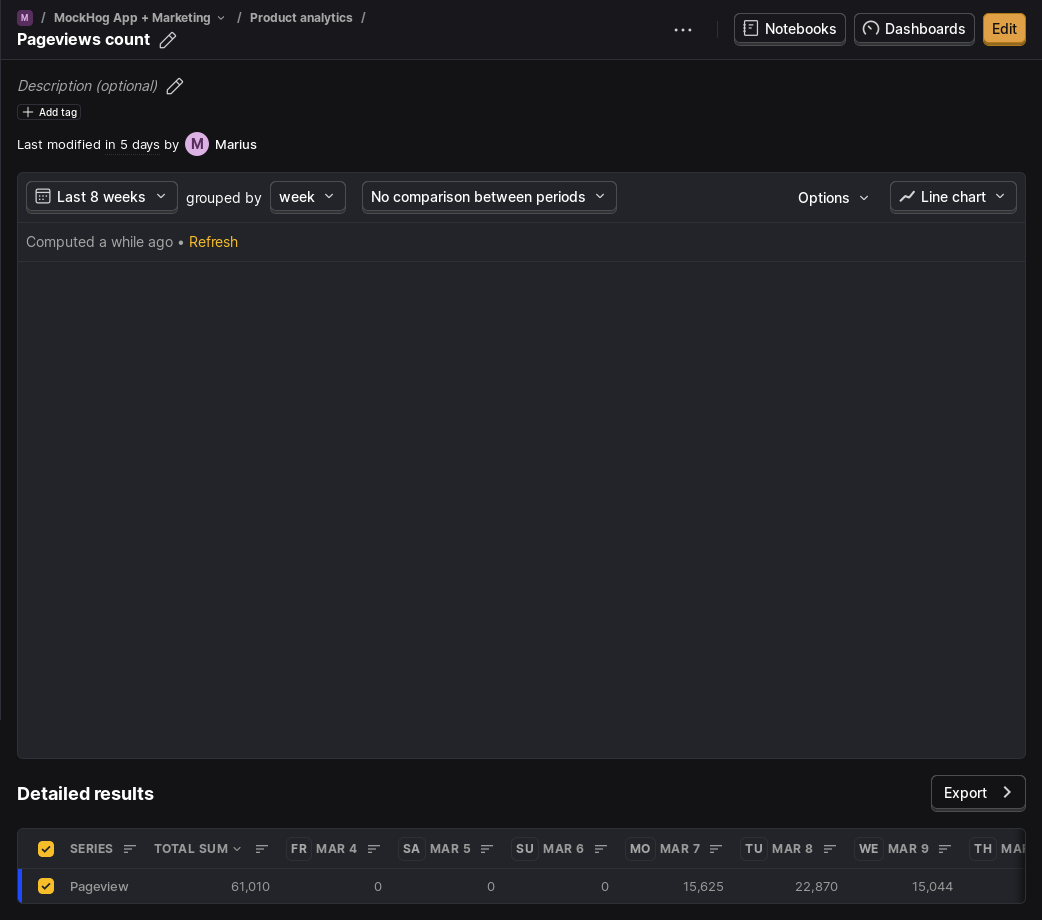 M / MockHog App + Marketing / Product analytics /
Pageviews count
Notebooks
Dashboards
Edit
Description (optional)
Add tag
Last modified in 5 days by M Marius
Last 8 weeks grouped by week No comparison between periods Options Line chart
Computed a while ago • Refresh
Detailed results
Export
SERIES TOTAL SUM FR MAR 4 SA MAR 5 SU MAR 6 MO MAR 7 TU MAR 8 WE MAR 9 TH
Pageview 61,010 0 0 0 15,625 22,870 15,044